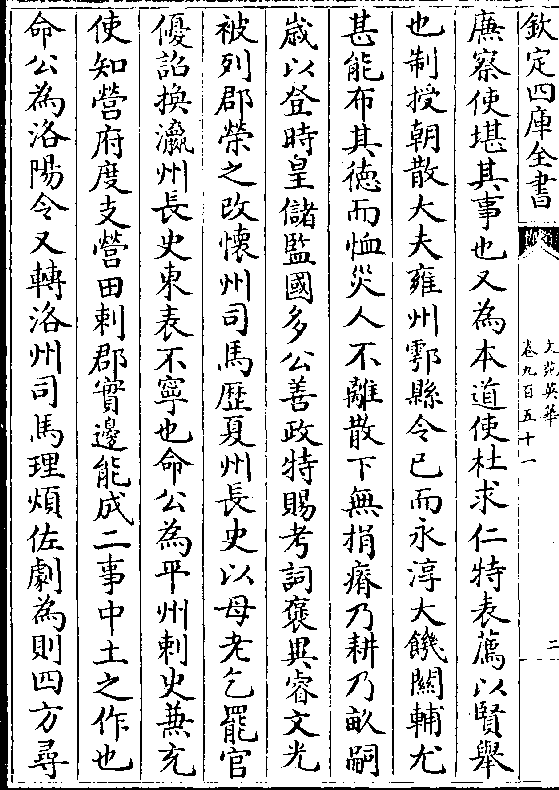 欽定四庫全書
文苑英華
卷九百五十一
三
廉察使堪其事也又為本道使杜求仁特表薦以賢舉
也制授朝散大夫雍州鄠縣令已而永淳大饑關輔尤
甚能布其徳而恤災人不離散下無捐瘠乃耕乃畝嗣
嵗以登時皇儲監國多公善政特賜考詞褒異睿文光
被列郡榮之改懷州司馬歴夏州長史以母老乞罷官
優詔換瀛州長史東表不寧也命公為平州刺史兼充
使知營府度支營田刺郡實邊能成二事中土之作也
命公為洛陽令又轉洛州司馬理煩佐劇為則四方尋